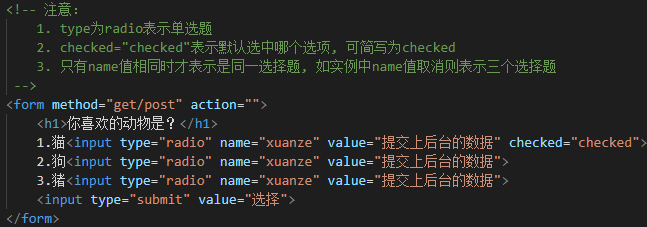 <!-- 注意:
1. type为radio表示单选题
2. checked="checked"表示默认选中哪个选项, 可简写为checked
3. 只有name值相同时才表示是同一选择题, 如实例中name值取消则表示三个选择题
-->
<form method="get/post" action="">
<h1>你喜欢的动物是？</h1>
1.猫<input type="radio" name="xuanze" value="提交上后台的数据" checked="checked">
2.狗<input type="radio" name="xuanze" value="提交上后台的数据">
3.猪<input type="radio" name="xuanze" value="提交上后台的数据">
<input type="submit" value="选择">
</form>